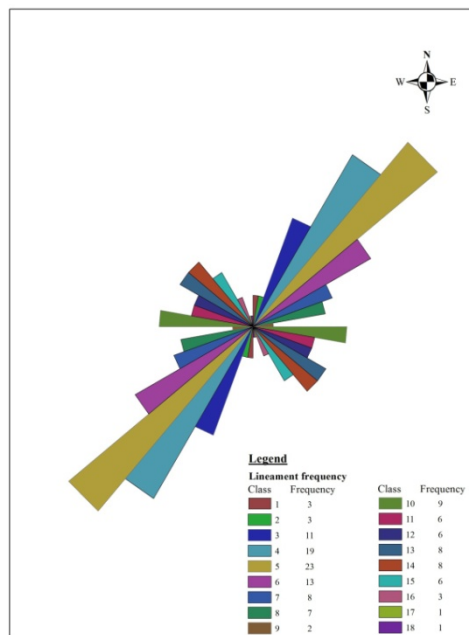 N
W E
S
Legend
Lineament frequency
Class Frequency
1 3
2 3
3 11
4 19
5 23
6 13
7 8
8 7
9 2
Class Frequency
10 9
11 6
12 6
13 8
14 8
15 6
16 3
17 1
18 1